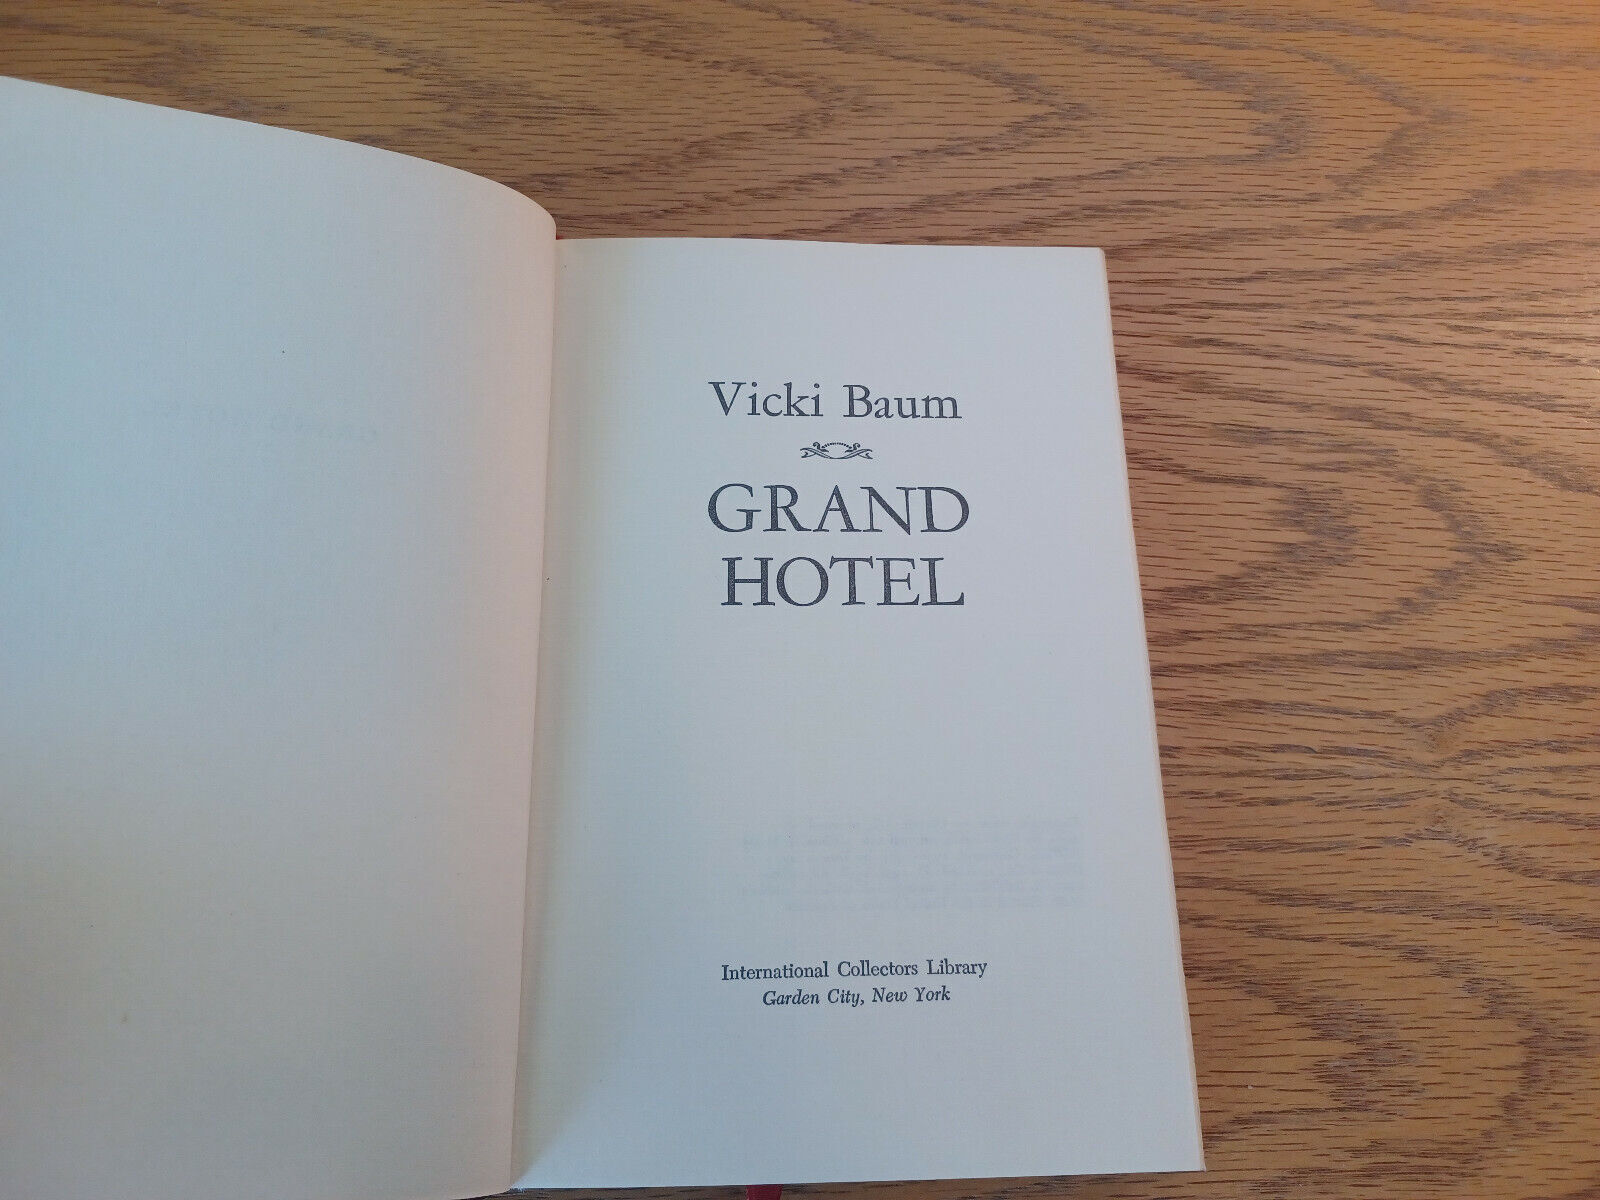 Vicki Baum
GRAND
HOTEL
International Collectors Library
Garden City, New York